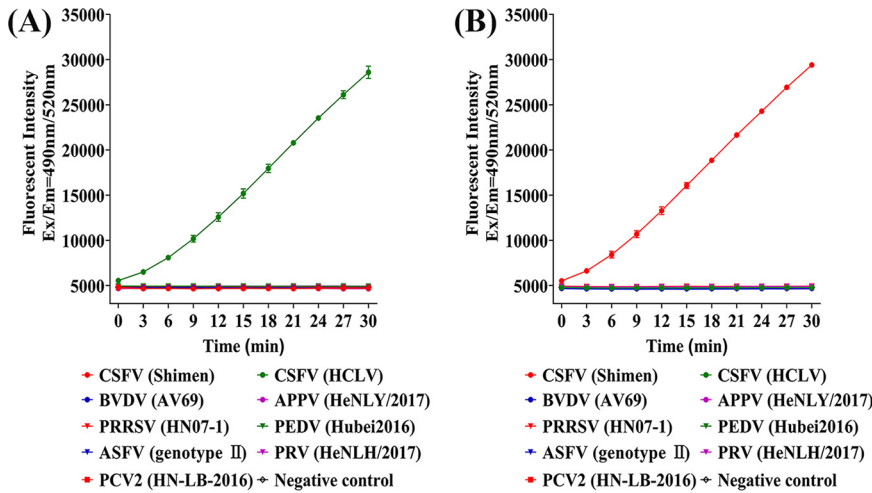 (A)
Fluorescent Intensity
Ex/Em=490nm/520nm
35000
30000
25000
20000
15000
10000
5000
0 3 6 9 12 15 18 21 24 27 30
Time (min)
CSFV (Shimen) CSFV (HCLV)
BVDV (AV69) APPV (HeNLY/2017)
PRRSV (HN07-1) PEDV (Hubei2016)
ASFV (genotype Ⅱ) PRV (HeNLH/2017)
PCV2 (HN-LB-2016) Negative control
(B)
Fluorescent Intensity
Ex/Em=490nm/520nm
35000
30000
25000
20000
15000
10000
5000
0 3 6 9 12 15 18 21 24 27 30
Time (min)
CSFV (Shimen) CSFV (HCLV)
BVDV (AV69) APPV (HeNLY/2017)
PRRSV (HN07-1) PEDV (Hubei2016)
ASFV (genotype Ⅱ) PRV (HeNLH/2017)
PCV2 (HN-LB-2016) Negative control